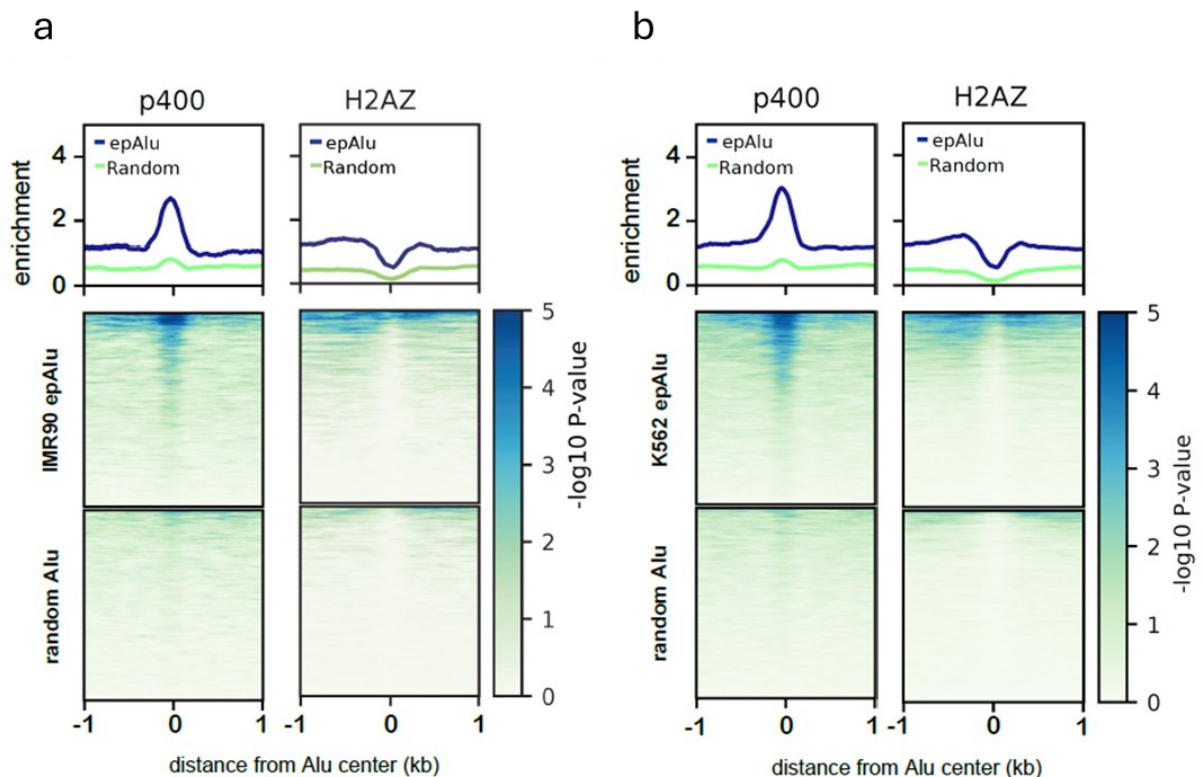 a
b
p400
H2AZ
p400
H2AZ
enrichment
4
2
0
epAlu
Random
epAlu
Random
enrichment
4
2
0
epAlu
Random
epAlu
Random
IMR90 epAlu
random Alu
5
4
3
2
1
0
-log10 P-value
K562 epAlu
random Alu
5
4
3
2
1
0
-log10 P-value
-1 0 1 -1 0 1
distance from Alu center (kb)
-1 0 1 -1 0 1
distance from Alu center (kb)